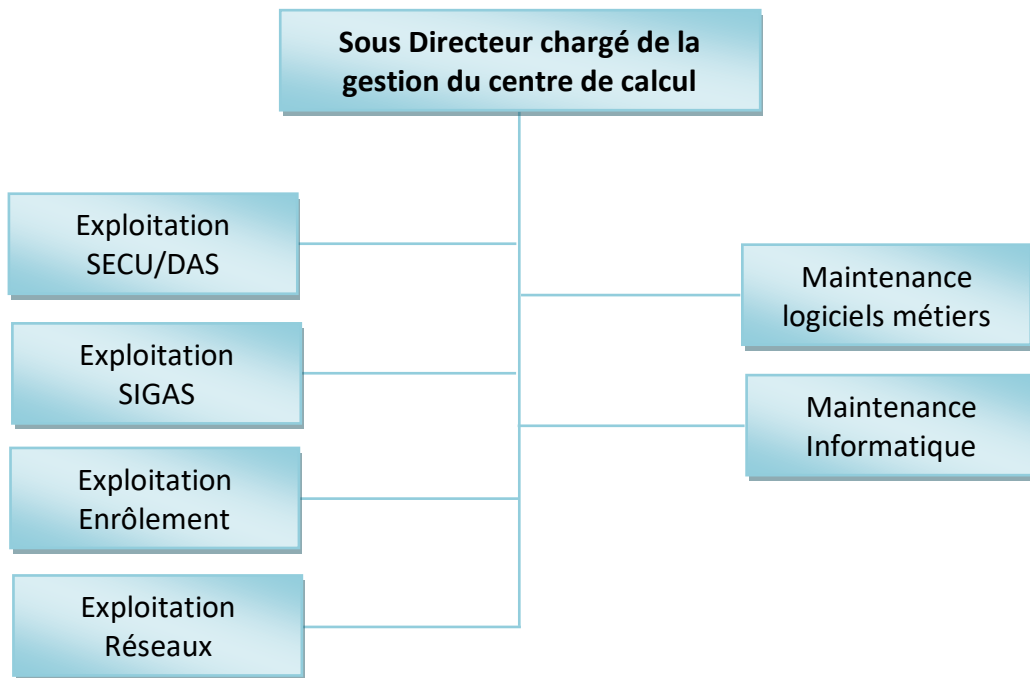 Sous Directeur chargé de la
gestion du centre de calcul
Exploitation
SECU/DAS
Exploitation
SIGAS
Exploitation
Enrôlement
Exploitation
Réseaux
Maintenance
logiciels métiers
Maintenance
Informatique